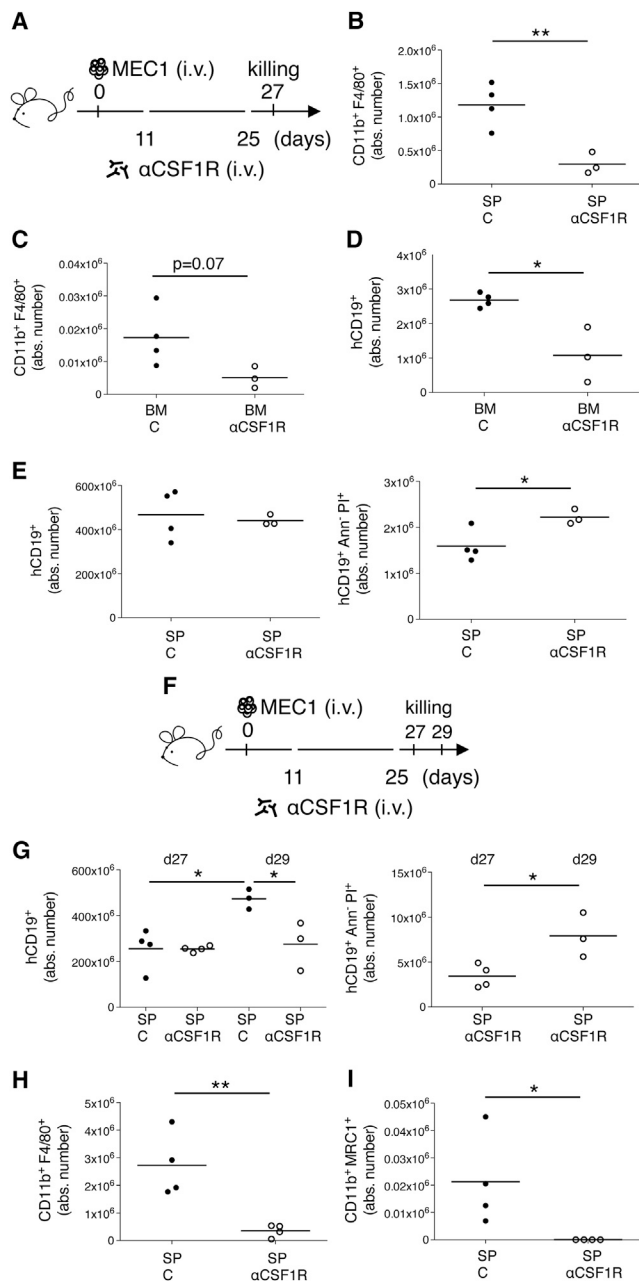 A
MEC1 (i.v.) killing
0 27
11 25 (days)
αCSF1R (i.v.)
B
**
CD11b⁺ F4/80⁺
(abs. number)
2.0x10⁶
1.5x10⁶
1.0x10⁶
0.5x10⁶
0
SP SP
C αCSF1R
C
p=0.07
CD11b⁺ F4/80⁺
(abs. number)
0.04x10⁶
0.03x10⁶
0.02x10⁶
0.01x10⁶
0
BM BM
C αCSF1R
D
*
hCD19⁺
(abs. number)
4x10⁶
3x10⁶
2x10⁶
1x10⁶
0
BM BM
C αCSF1R
E
hCD19⁺
(abs. number)
600x10⁶
400x10⁶
200x10⁶
0
SP SP
C αCSF1R
*
hCD19⁺ Ann⁻ PI⁺
(abs. number)
3x10⁶
2x10⁶
1x10⁶
0
SP SP
C αCSF1R
F
MEC1 (i.v.) killing
0 27 29
11 25 (days)
αCSF1R (i.v.)
G
d27 d29
* *
hCD19⁺
(abs. number)
600x10⁶
400x10⁶
200x10⁶
0
SP SP SP SP
C αCSF1R C αCSF1R
d27 d29
*
hCD19⁺ Ann⁻ PI⁺
(abs. number)
15x10⁶
10x10⁶
5x10⁶
0
SP SP
αCSF1R αCSF1R
H
**
CD11b⁺ F4/80⁺
(abs. number)
5x10⁶
4x10⁶
3x10⁶
2x10⁶
1x10⁶
0
SP SP
C αCSF1R
I
*
CD11b⁺ MRC1⁺
(abs. number)
0.05x10⁶
0.04x10⁶
0.03x10⁶
0.02x10⁶
0.01x10⁶
0
SP SP
C αCSF1R